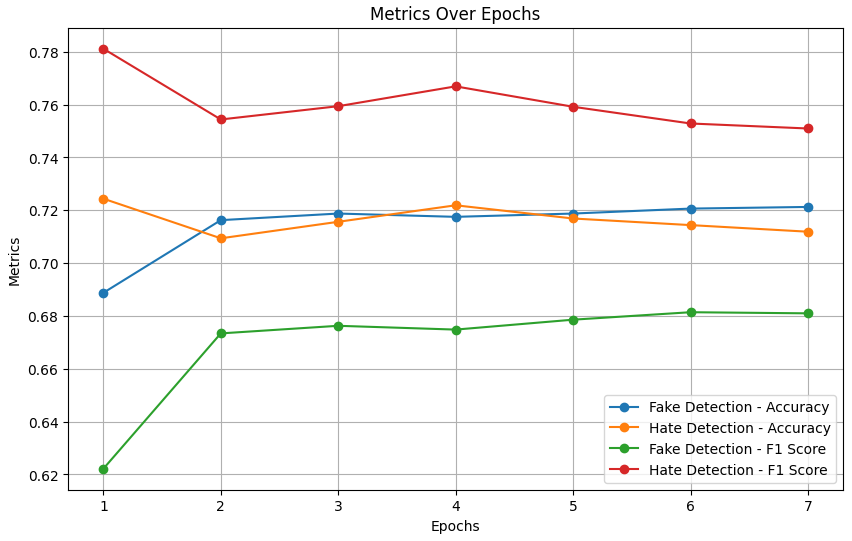 Metrics Over Epochs
Metrics
0.78
0.76
0.74
0.72
0.70
0.68
0.66
0.64
0.62
Fake Detection - Accuracy
Hate Detection - Accuracy
Fake Detection - F1 Score
Hate Detection - F1 Score
1 2 3 4 5 6 7
Epochs